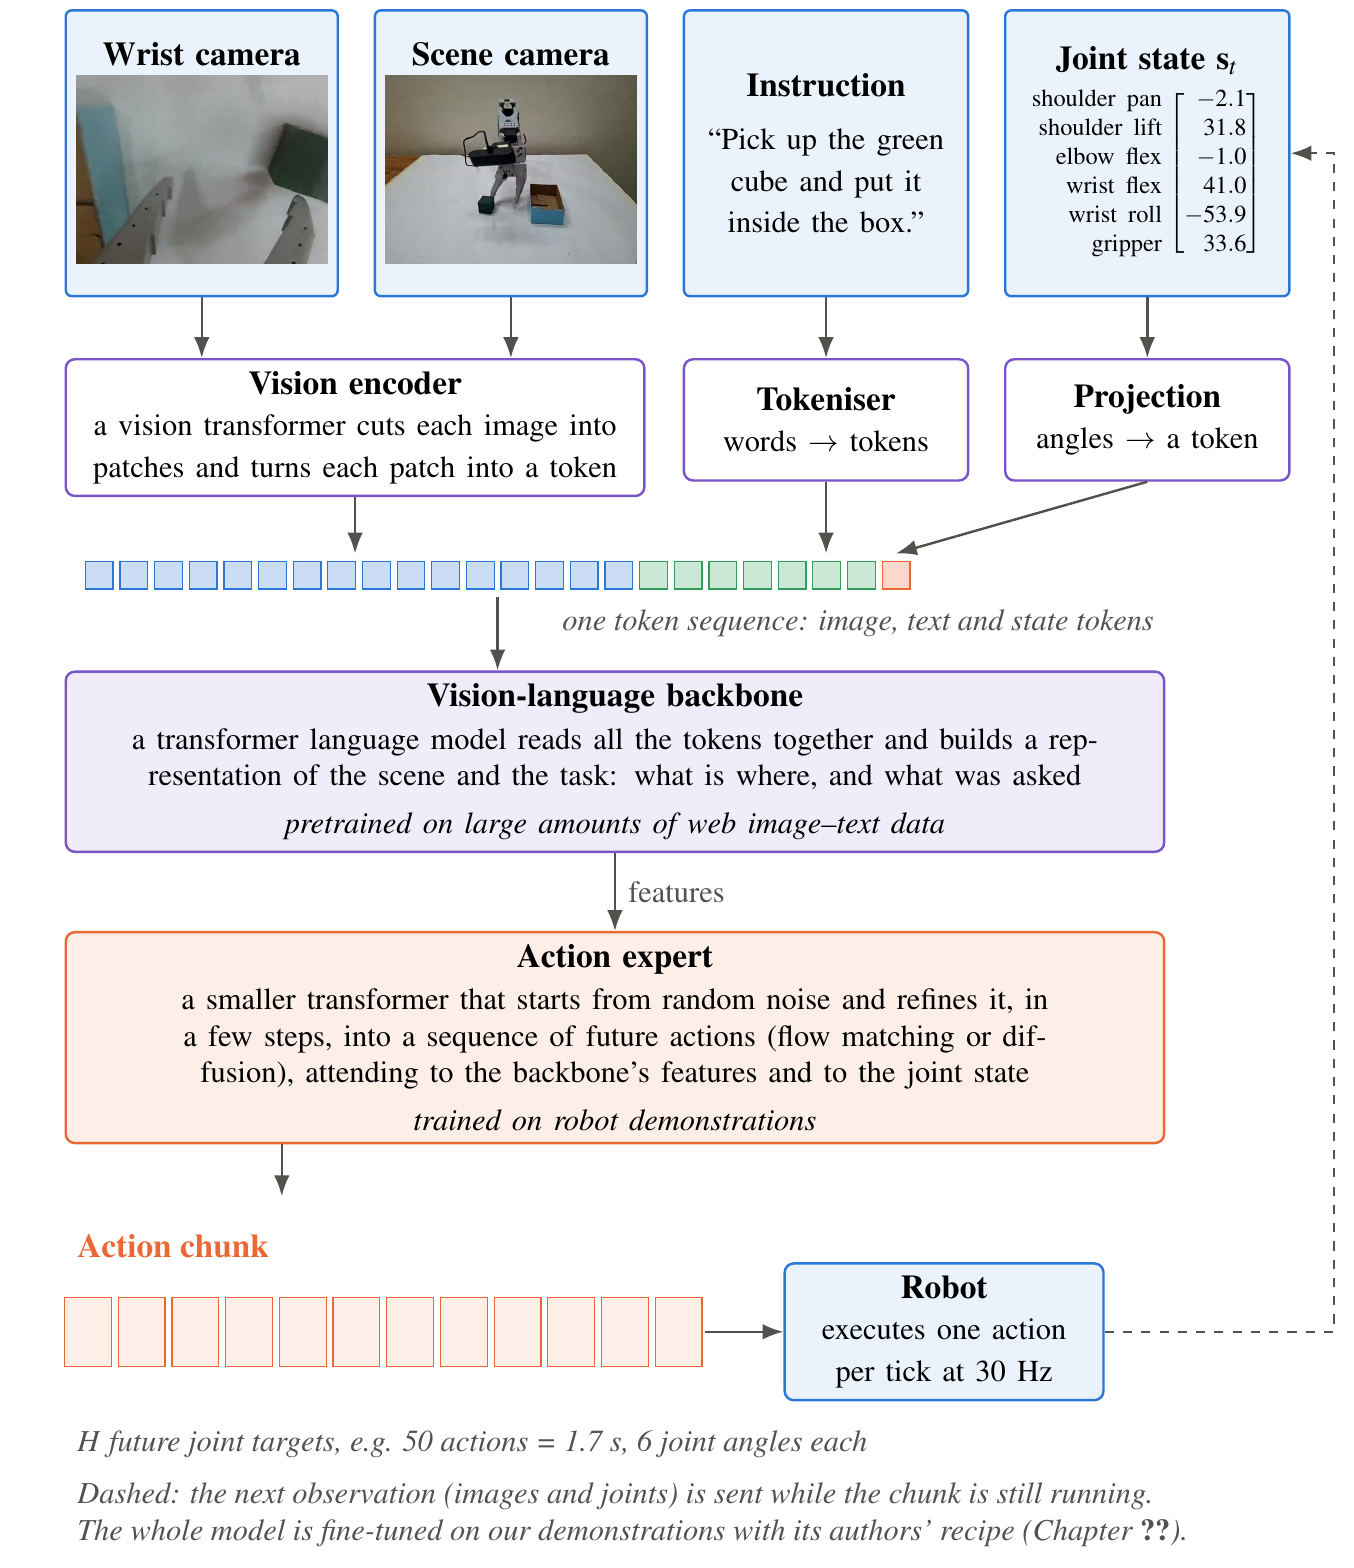 Wrist camera
Scene camera
Instruction
“Pick up the green
cube and put it
inside the box.”
Joint state s_t
shoulder pan −2.1
shoulder lift 31.8
elbow flex −1.0
wrist flex 41.0
wrist roll −53.9
gripper 33.6
Vision encoder
a vision transformer cuts each image into
patches and turns each patch into a token
Tokeniser
words → tokens
Projection
angles → a token
one token sequence: image, text and state tokens
Vision-language backbone
a transformer language model reads all the tokens together and builds a rep-
resentation of the scene and the task: what is where, and what was asked
pretrained on large amounts of web image–text data
features
Action expert
a smaller transformer that starts from random noise and refines it, in
a few steps, into a sequence of future actions (flow matching or dif-
fusion), attending to the backbone’s features and to the joint state
trained on robot demonstrations
Action chunk
Robot
executes one action
per tick at 30 Hz
H future joint targets, e.g. 50 actions = 1.7 s, 6 joint angles each
Dashed: the next observation (images and joints) is sent while the chunk is still running.
The whole model is fine-tuned on our demonstrations with its authors’ recipe (Chapter ??).